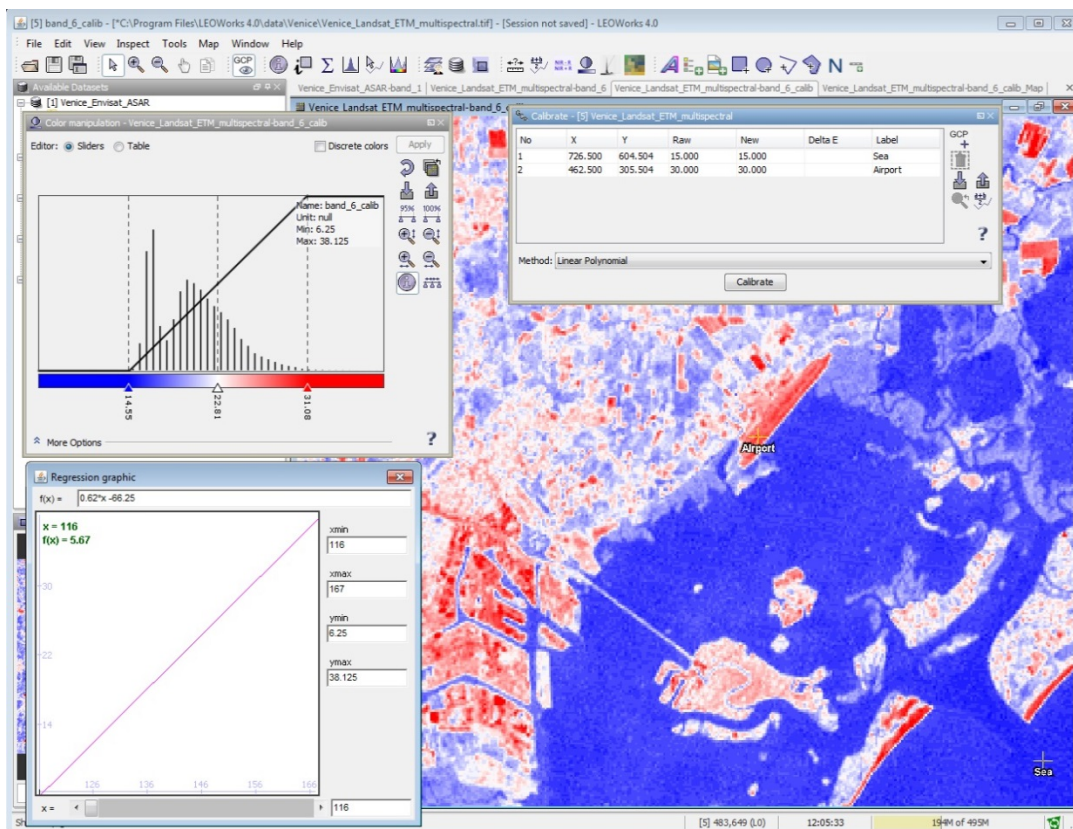 [5] band_6_calib - [*C:\Program Files\LEOWorks 4.0\data\Venice\Venice_Landsat_ETM_multispectral.tif] - [Session not saved] - LEOWorks 4.0
File Edit View Inspect Tools Map Window Help
GCP
Available Datasets
Venice_Envisat_ASAR-band_1 Venice_Landsat_ETM_multispectral-band_6 Venice_Landsat_ETM_multispectral-band_6_calib Venice_Landsat_ETM_multispectral-band_6_calib_Map
[1] Venice_Envisat_ASAR
Venice_Landsat_ETM_multispectral-band_6_c
Color manipulation - Venice_Landsat_ETM_multispectral-band_6_calib
Editor: Sliders Table Discrete colors Apply
Name: band_6_calib
Unit: null
Min: 6.25
Max: 38.125
95% 100%
14.55 22.81 31.08
More Options
?
Calibrate - [5] Venice_Landsat_ETM_multispectral
No X Y Raw New Delta E Label
1 726.500 604.504 15.000 15.000 Sea
2 462.500 305.504 30.000 30.000 Airport
GCP
+
?
Method: Linear Polynomial
Calibrate
Airport
Sea
Regression graphic
f(x) = 0.62*x -66.25
x = 116
f(x) = 5.67
30
22
14
126 136 146 156 166
xmin
116
xmax
167
ymin
6.25
ymax
38.125
x = 116
[5] 483,649 (L0) 12:05:33 194M of 495M